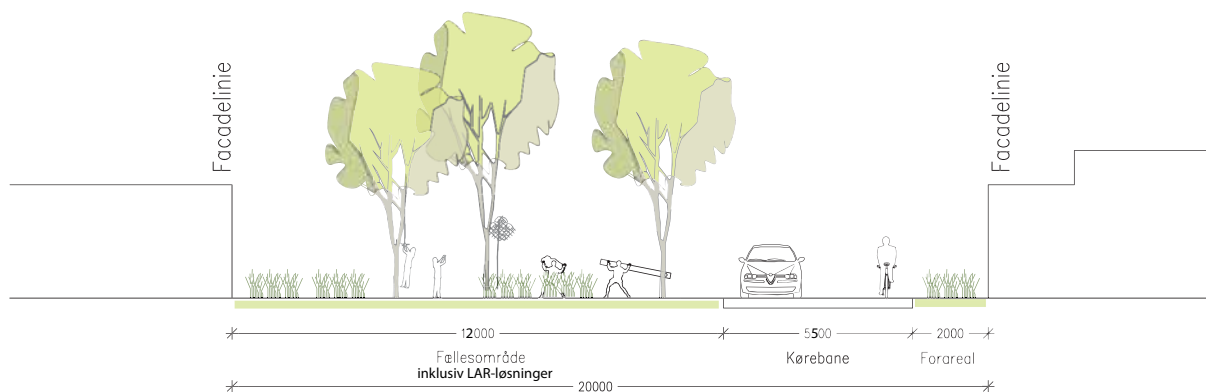 Facadelinie
Facadelinie
12000
5500
2000
Fællesområde
inklusiv LAR-løsninger
Kørebane
Forareal
20000